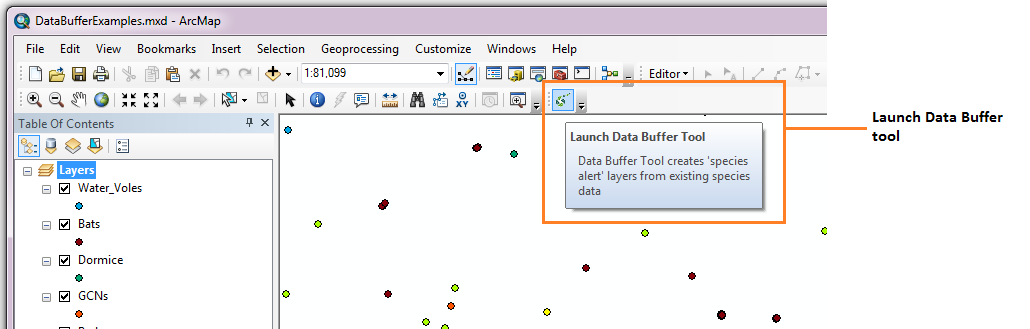 DataBufferExamples.mxd - ArcMap
File Edit View Bookmarks Insert Selection Geoprocessing Customize Windows Help
1:81,099
Editor
Table Of Contents
Launch Data Buffer Tool
Data Buffer Tool creates 'species
alert' layers from existing species
data
Launch Data Buffer
tool
Layers
Water_Voles
Bats
Dormice
GCNs